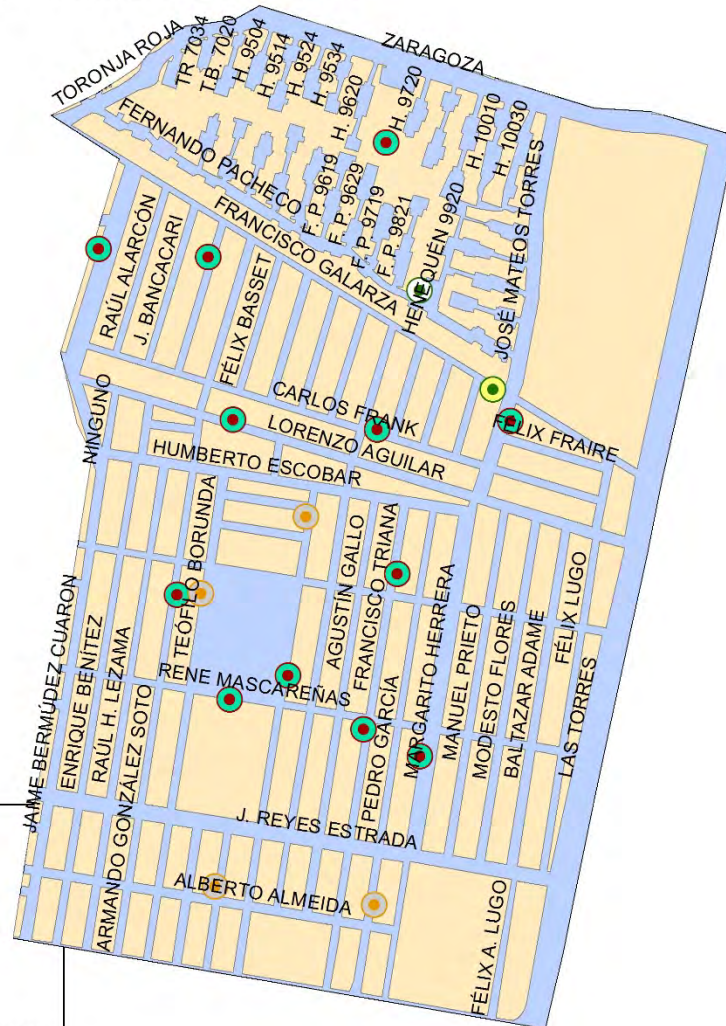 ZARAGOZA
TORONJA ROJA
TR. 7034
T.B. 7020
H. 9504
H. 9514
H. 9524
H. 9534
H. 9620
H. 9720
H. 10010
H. 10030
FERNANDO PACHECO
F. P. 9619
F. P. 9629
F. P. 9719
F. P. 9821
HENEQUÉN 9920
JOSÉ MATEOS TORRES
FRANCISCO GALARZA
RAÚL ALARCÓN
J. BANCACARI
FÉLIX BASSET
CARLOS FRANK
FÉLIX FRAIRE
LORENZO AGUILAR
NINGUNO
HUMBERTO ESCOBAR
TEOFILO BORUNDA
AGUSTÍN GALLO
FRANCISCO TRIANA
MARGARITO HERRERA
MANUEL PRIETO
MODESTO FLORES
BALTAZAR ADAME
FÉLIX LUGO
LAS TORRES
JAIME BERMÚDEZ CUARON
ENRIQUE BENÍTEZ
RAÚL H. LEZAMA
ARMANDO GONZÁLEZ SOTO
RENE MASCAREÑAS
PEDRO GARCÍA
J. REYES ESTRADA
ALBERTO ALMEIDA
FÉLIX A. LUGO